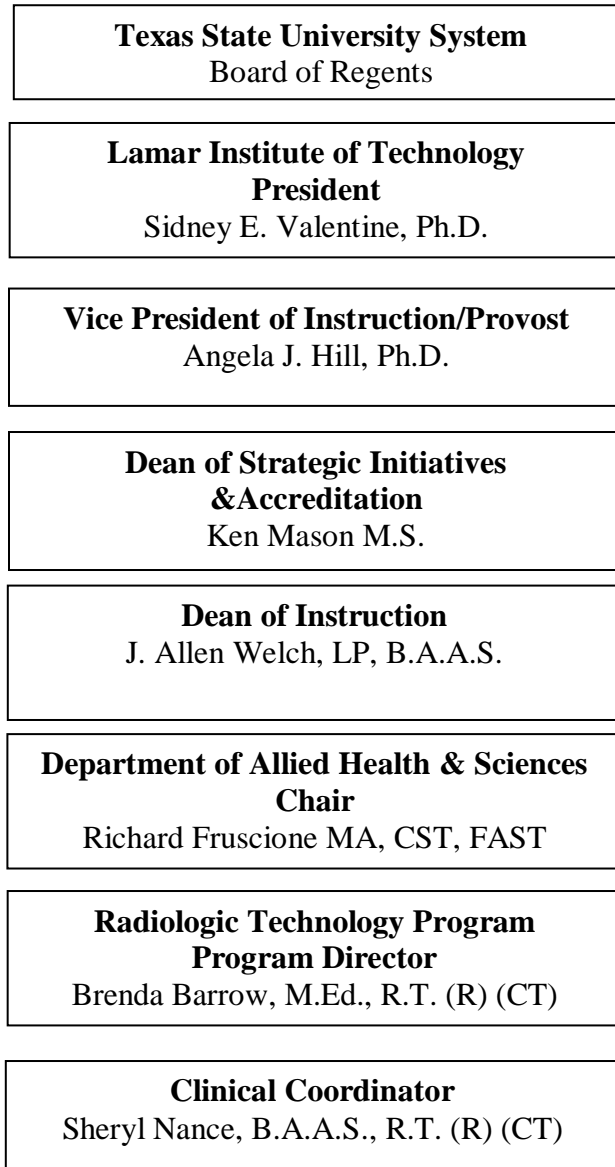 Texas State University System
Board of Regents
Lamar Institute of Technology
President
Sidney E. Valentine, Ph.D.
Vice President of Instruction/Provost
Angela J. Hill, Ph.D.
Dean of Strategic Initiatives
&Accreditation
Ken Mason M.S.
Dean of Instruction
J. Allen Welch, LP, B.A.A.S.
Department of Allied Health & Sciences
Chair
Richard Fruscione MA, CST, FAST
Radiologic Technology Program
Program Director
Brenda Barrow, M.Ed., R.T. (R) (CT)
Clinical Coordinator
Sheryl Nance, B.A.A.S., R.T. (R) (CT)